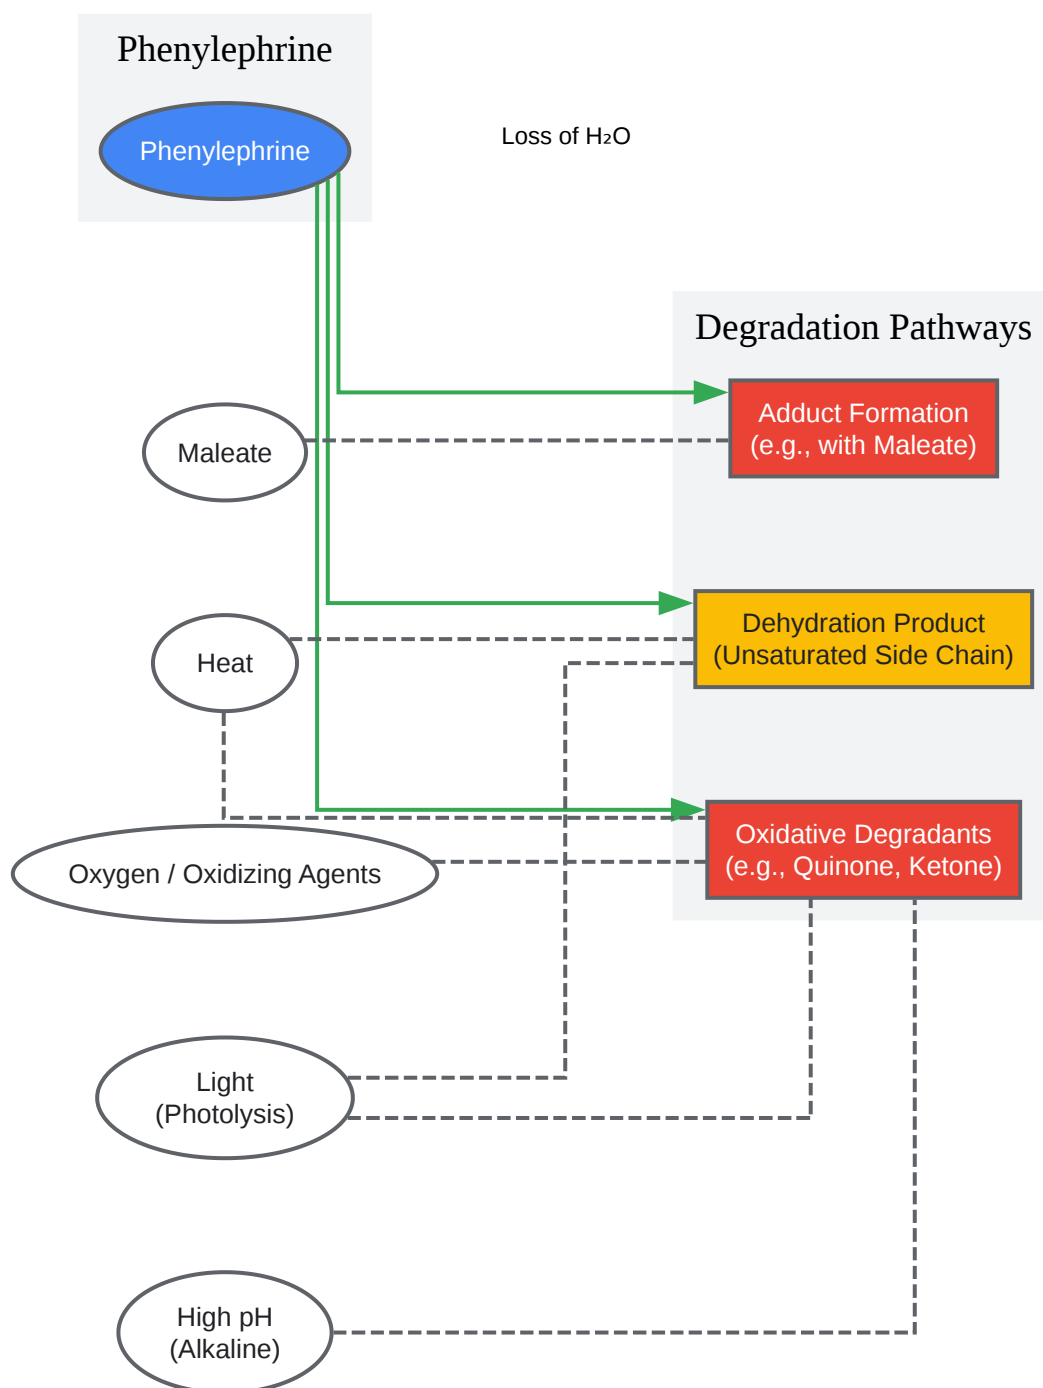 Phenylephrine
Phenylephrine
Loss of H₂O
Degradation Pathways
Adduct Formation
(e.g., with Maleate)
Maleate
Dehydration Product
(Unsaturated Side Chain)
Heat
Oxidative Degradants
(e.g., Quinone, Ketone)
Oxygen / Oxidizing Agents
Light
(Photolysis)
High pH
(Alkaline)